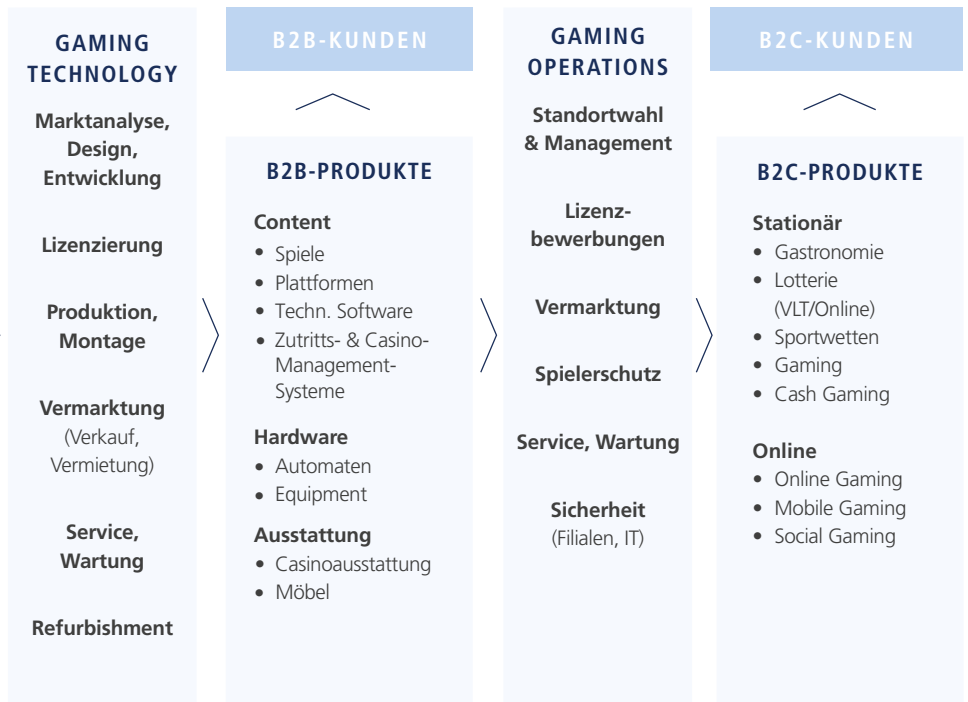 GAMING
TECHNOLOGY
Marktanalyse,
Design,
Entwicklung
Lizenzierung
Produktion,
Montage
Vermarktung
(Verkauf,
Vermietung)
Service,
Wartung
Refurbishment
B2B-KUNDEN
B2B-PRODUKTE
Content
• Spiele
• Plattformen
• Techn. Software
• Zutritts- & Casino-
Management-
Systeme
Hardware
• Automaten
• Equipment
Ausstattung
• Casinoausstattung
• Möbel
GAMING
OPERATIONS
Standortwahl
& Management
Lizenz-
bewerbungen
Vermarktung
Spielerschutz
Service, Wartung
Sicherheit
(Filialen, IT)
B2C-KUNDEN
B2C-PRODUKTE
Stationär
• Gastronomie
• Lotterie
(VLT/Online)
• Sportwetten
• Gaming
• Cash Gaming
Online
• Online Gaming
• Mobile Gaming
• Social Gaming